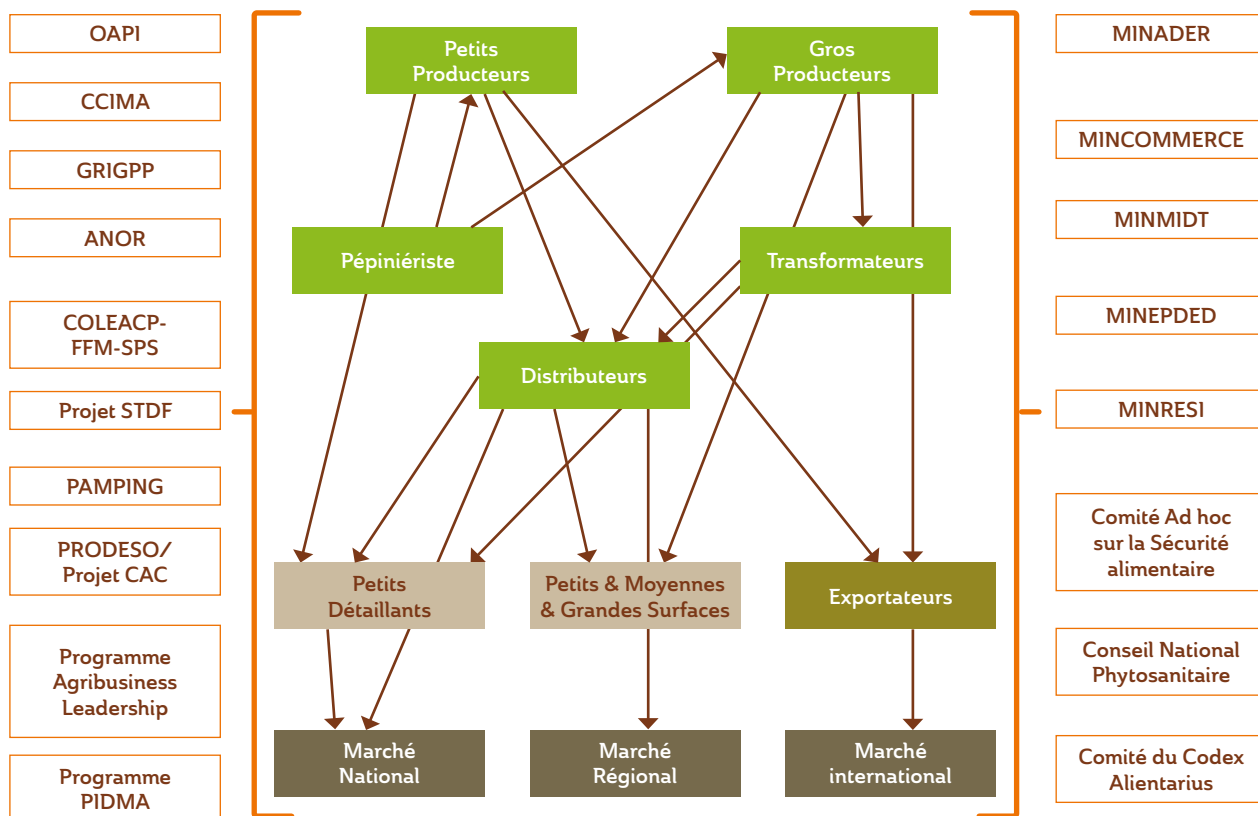 OAPI
CCIMA
GRIGPP
ANOR
COLEACP-
FFM-SPS
Projet STDF
PAMPING
PRODESO/
Projet CAC
Programme
Agribusiness
Leadership
Programme
PIDMA
Petits
Producteurs
Gros
Producteurs
Pépiniériste
Transformateurs
Distributeurs
Petits
Détaillants
Petits & Moyennes
& Grandes Surfaces
Exportateurs
Marché
National
Marché
Régional
Marché
international
MINADER
MINCOMMERCE
MINMIDT
MINEPDED
MINRESI
Comité Ad hoc
sur la Sécurité
alimentaire
Conseil National
Phytosanitaire
Comité du Codex
Alientarius